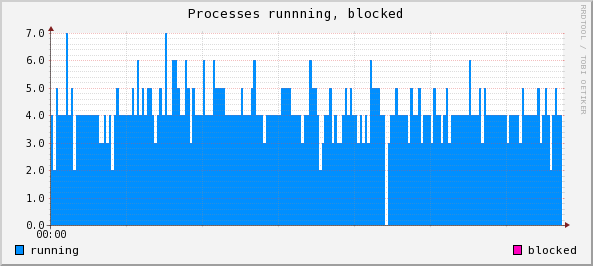 Processes runnning, blocked
RRDTOOL / TOBI OETIKER
7.0
6.0
5.0
4.0
3.0
2.0
1.0
0.0
00:00
running
blocked